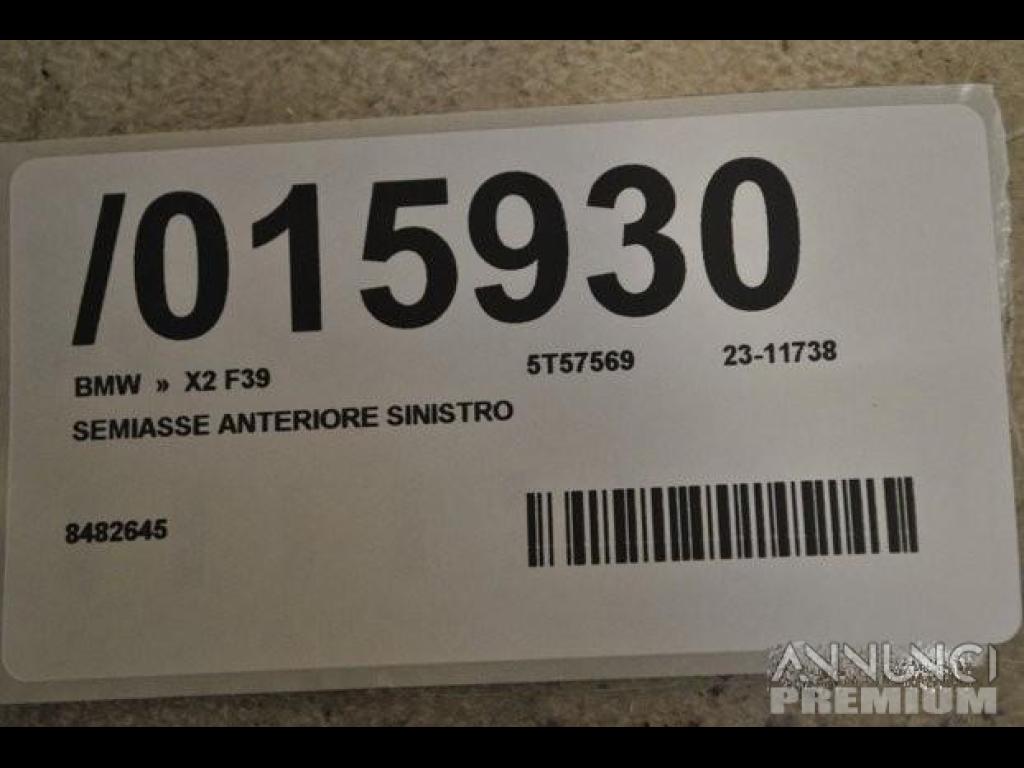 /015930
BMW » X2 F39 5T57569 23-11738
SEMIASSE ANTERIORE SINISTRO
8482645
ANNUNCI
PREMIUM